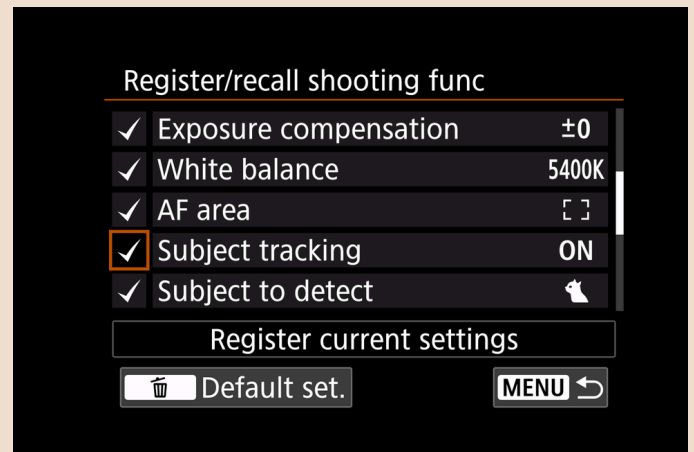 Register/recall shooting func
Exposure compensation ±0
White balance 5400K
AF area
Subject tracking ON
Subject to detect
Register current settings
Default set. MENU